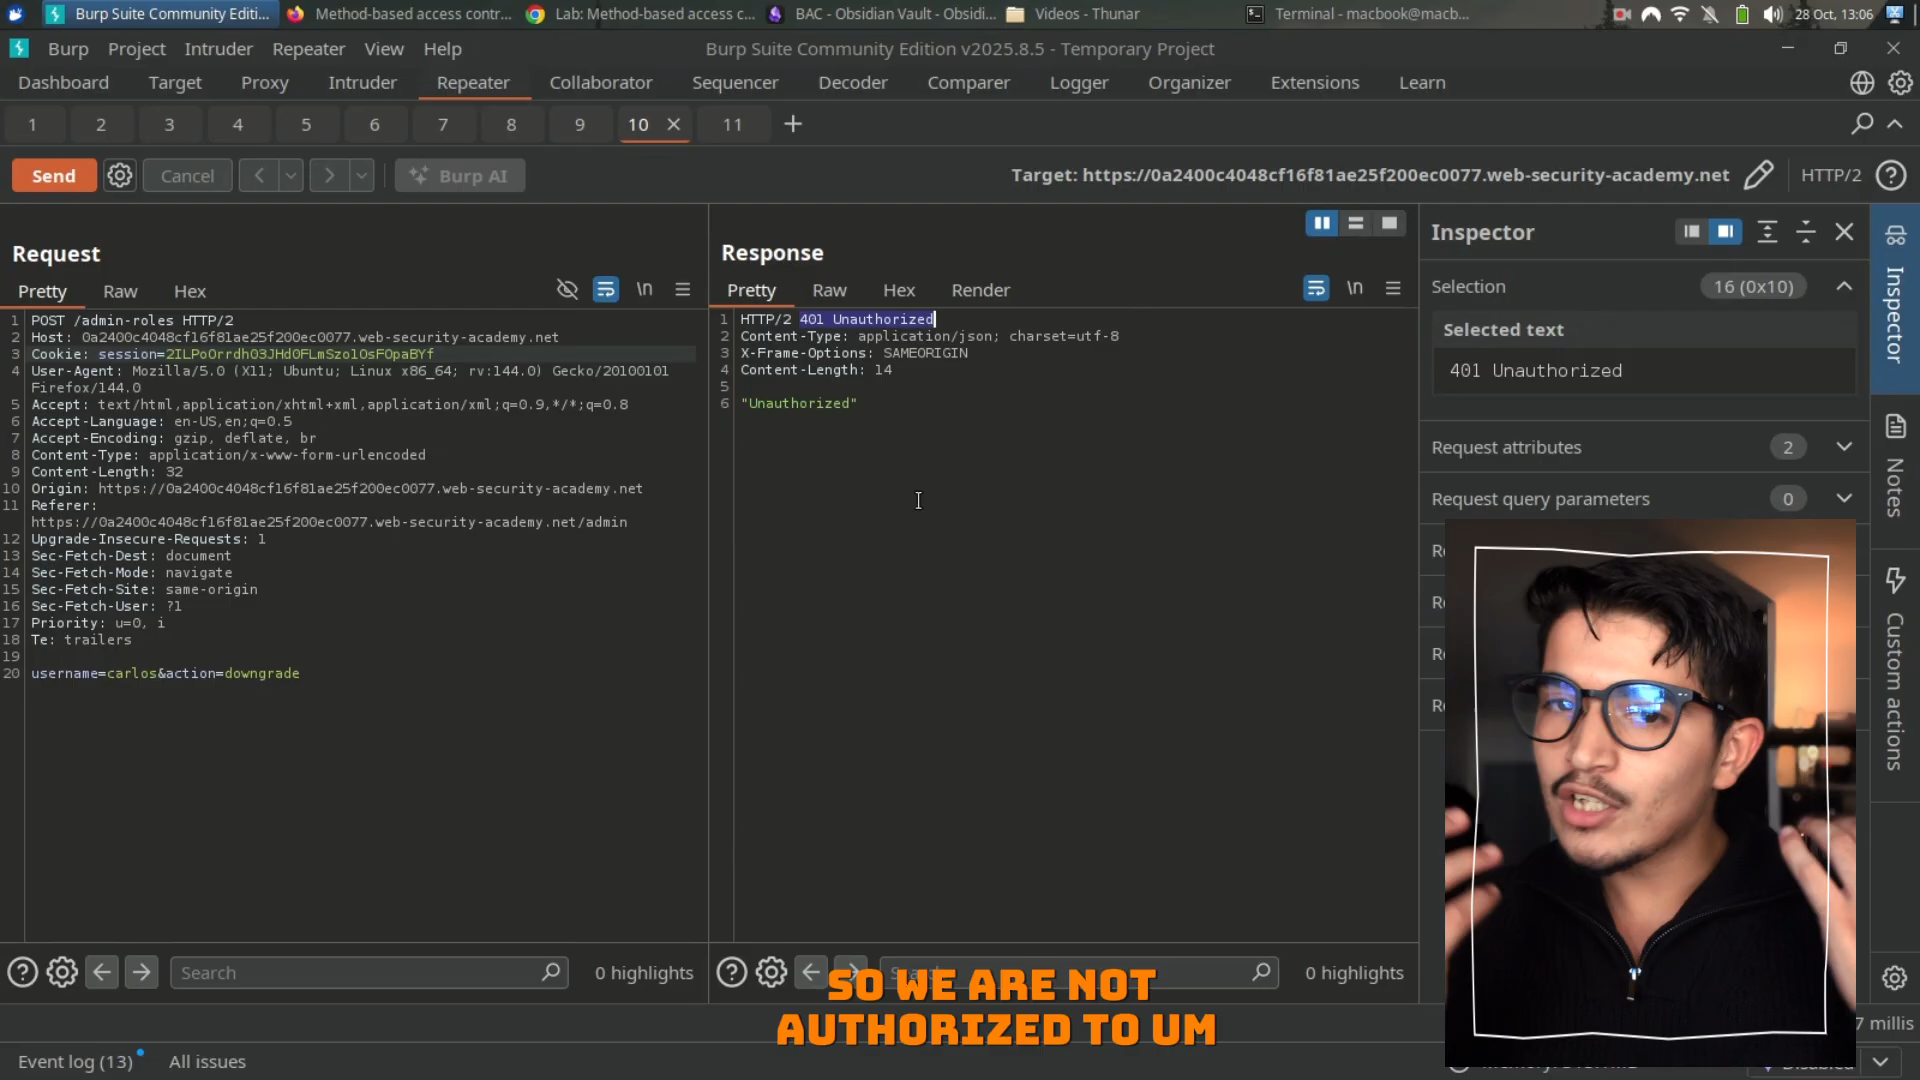 Burp Suite Community Editi...
Method-based access contr...
Lab: Method-based access c...
BAC - Obsidian Vault - Obsidi...
Videos - Thunar
Terminal - macbook@macb...
28 Oct, 13:06
Burp
Project
Intruder
Repeater
View
Help
Burp Suite Community Edition v2025.8.5 - Temporary Project
Dashboard
Target
Proxy
Intruder
Repeater
Collaborator
Sequencer
Decoder
Comparer
Logger
Organizer
Extensions
Learn
1
2
3
4
5
6
7
8
9
10
11
Send
Cancel
Burp AI
Target: https://0a2400c4048cf16f81ae25f200ec0077.web-security-academy.net
HTTP/2
Request
Pretty
Raw
Hex
\n
1 POST /admin-roles HTTP/2
2 Host: 0a2400c4048cf16f81ae25f200ec0077.web-security-academy.net
3 Cookie: session=2ILPoOrrdhO3JHd0FLmSzolOsFOpaBYf
4 User-Agent: Mozilla/5.0 (X11; Ubuntu; Linux x86_64; rv:144.0) Gecko/20100101
Firefox/144.0
5 Accept: text/html,application/xhtml+xml,application/xml;q=0.9,*/*;q=0.8
6 Accept-Language: en-US,en;q=0.5
7 Accept-Encoding: gzip, deflate, br
8 Content-Type: application/x-www-form-urlencoded
9 Content-Length: 32
10 Origin: https://0a2400c4048cf16f81ae25f200ec0077.web-security-academy.net
11 Referer:
https://0a2400c4048cf16f81ae25f200ec0077.web-security-academy.net/admin
12 Upgrade-Insecure-Requests: 1
13 Sec-Fetch-Dest: document
14 Sec-Fetch-Mode: navigate
15 Sec-Fetch-Site: same-origin
16 Sec-Fetch-User: ?1
17 Priority: u=0, i
18 Te: trailers
19
20 username=carlos&action=downgrade
Search
0 highlights
Response
Pretty
Raw
Hex
Render
\n
1 HTTP/2 401 Unauthorized
2 Content-Type: application/json; charset=utf-8
3 X-Frame-Options: SAMEORIGIN
4 Content-Length: 14
5
6 "Unauthorized"
0 highlights
Inspector
Selection
16 (0x10)
Selected text
401 Unauthorized
Request attributes
2
Request query parameters
0
Inspector
Notes
Custom actions
SO WE ARE NOT
AUTHORIZED TO UM
7 millis
Event log (13)
All issues